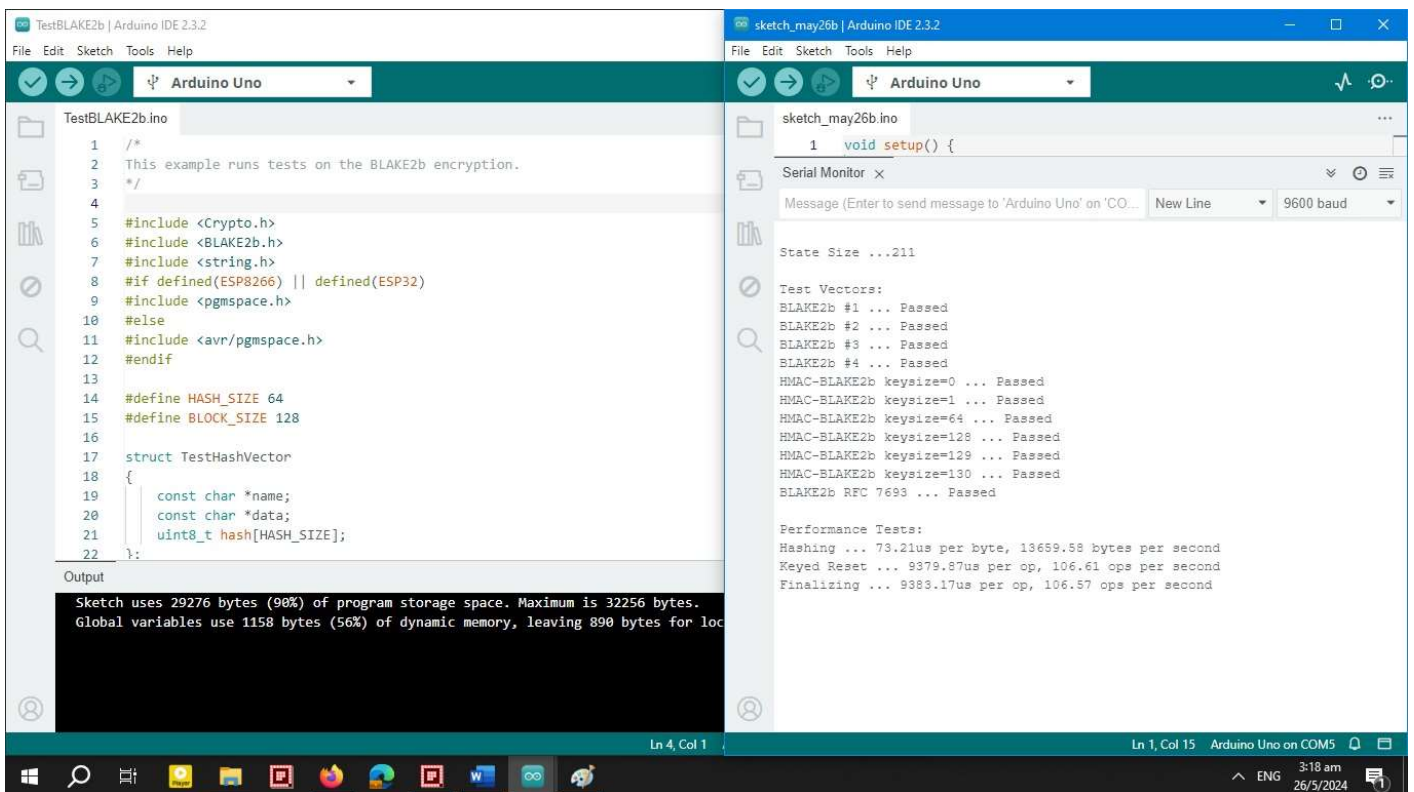 TestBLAKE2b | Arduino IDE 2.3.2
File Edit Sketch Tools Help
Arduino Uno
TestBLAKE2b.ino
1 /*
2 This example runs tests on the BLAKE2b encryption.
3 */
4
5 #include <Crypto.h>
6 #include <BLAKE2b.h>
7 #include <string.h>
8 #if defined(ESP8266) || defined(ESP32)
9 #include <pgmspace.h>
10 #else
11 #include <avr/pgmspace.h>
12 #endif
13
14 #define HASH_SIZE 64
15 #define BLOCK_SIZE 128
16
17 struct TestHashVector
18 {
19 const char *name;
20 const char *data;
21 uint8_t hash[HASH_SIZE];
22 };
Output
Sketch uses 29276 bytes (90%) of program storage space. Maximum is 32256 bytes.
Global variables use 1158 bytes (56%) of dynamic memory, leaving 890 bytes for loc
Ln 4, Col 1
sketch_may26b | Arduino IDE 2.3.2
File Edit Sketch Tools Help
Arduino Uno
sketch_may26b.ino
1 void setup() {
Serial Monitor
Message (Enter to send message to 'Arduino Uno' on 'CO... New Line 9600 baud
State Size ...211
Test Vectors:
BLAKE2b #1 ... Passed
BLAKE2b #2 ... Passed
BLAKE2b #3 ... Passed
BLAKE2b #4 ... Passed
HMAC-BLAKE2b keysize=0 ... Passed
HMAC-BLAKE2b keysize=1 ... Passed
HMAC-BLAKE2b keysize=64 ... Passed
HMAC-BLAKE2b keysize=128 ... Passed
HMAC-BLAKE2b keysize=129 ... Passed
HMAC-BLAKE2b keysize=130 ... Passed
BLAKE2b RFC 7693 ... Passed
Performance Tests:
Hashing ... 73.21us per byte, 13659.58 bytes per second
Keyed Reset ... 9379.87us per op, 106.61 ops per second
Finalizing ... 9383.17us per op, 106.57 ops per second
Ln 1, Col 15 Arduino Uno on COM5
ENG
3:18 am
26/5/2024